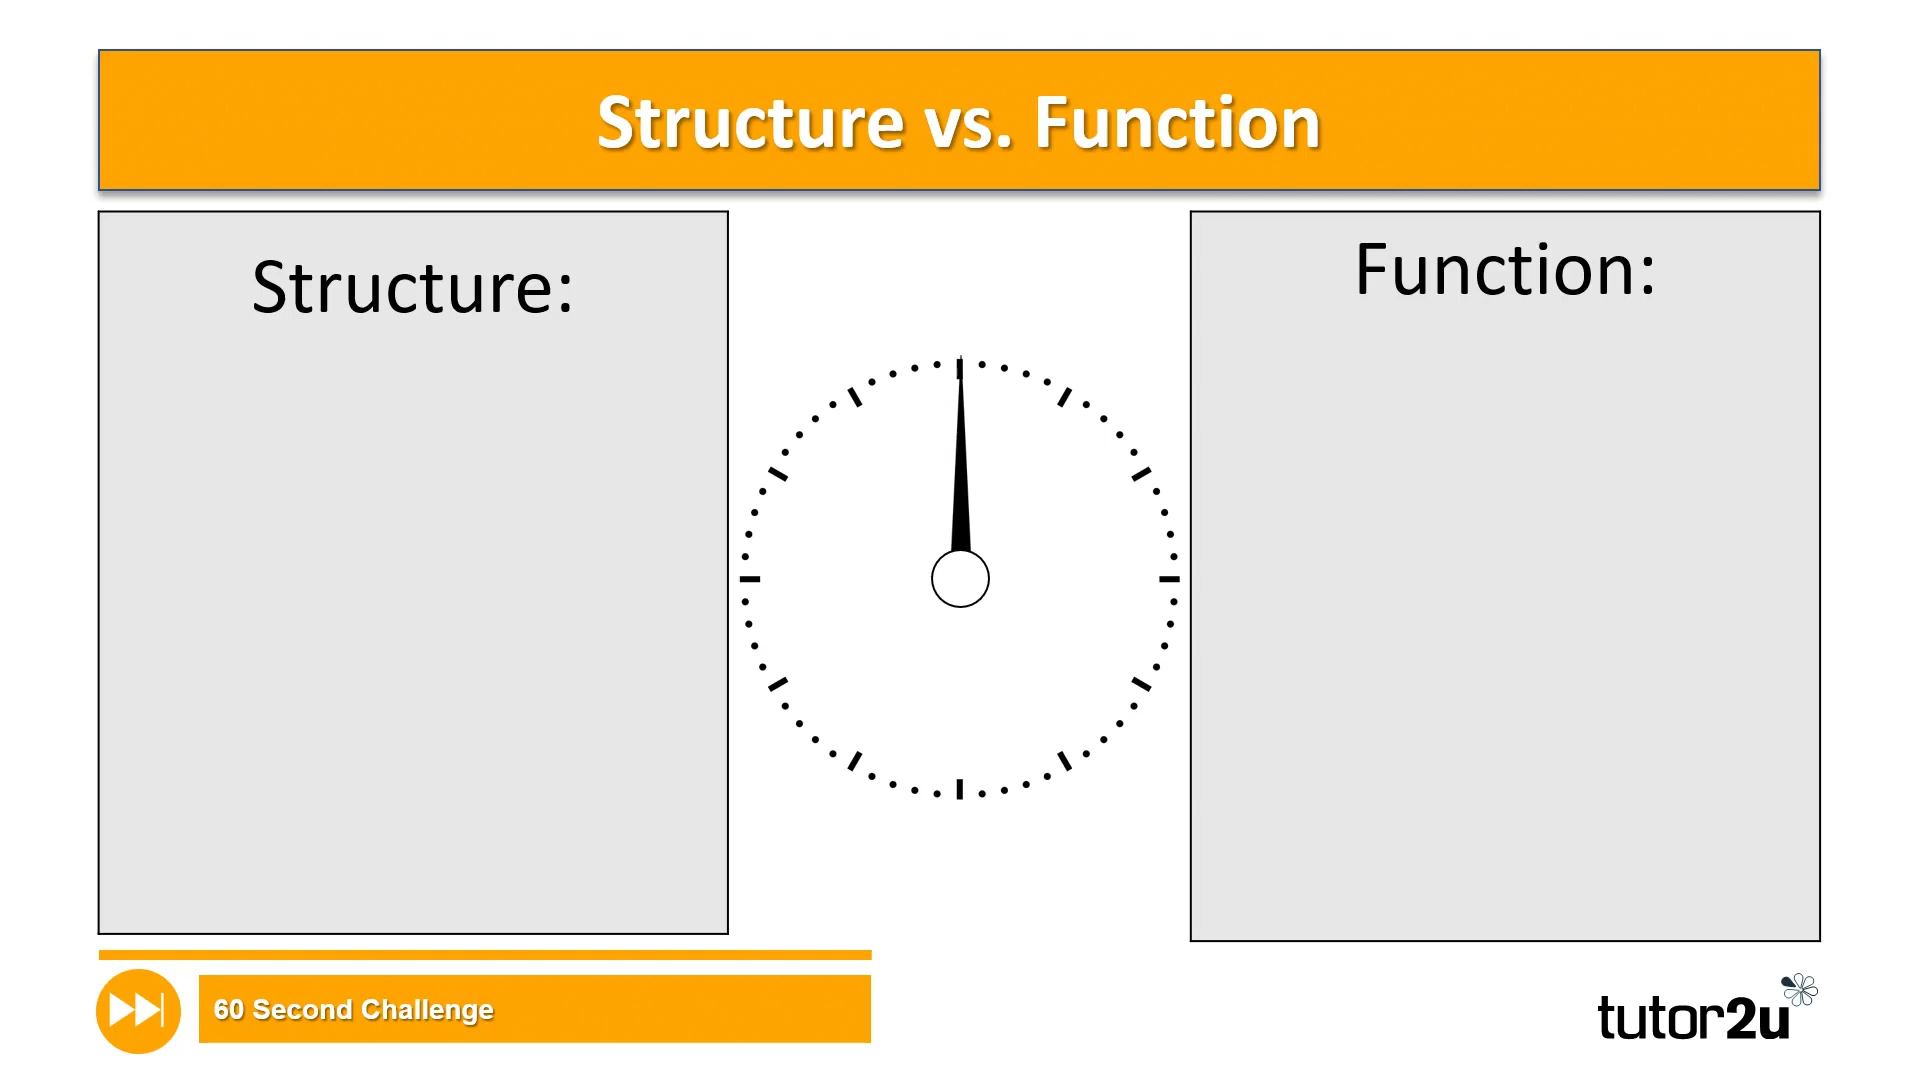 Structure vs. Function
Structure:
Function:
60 Second Challenge
tutor2u